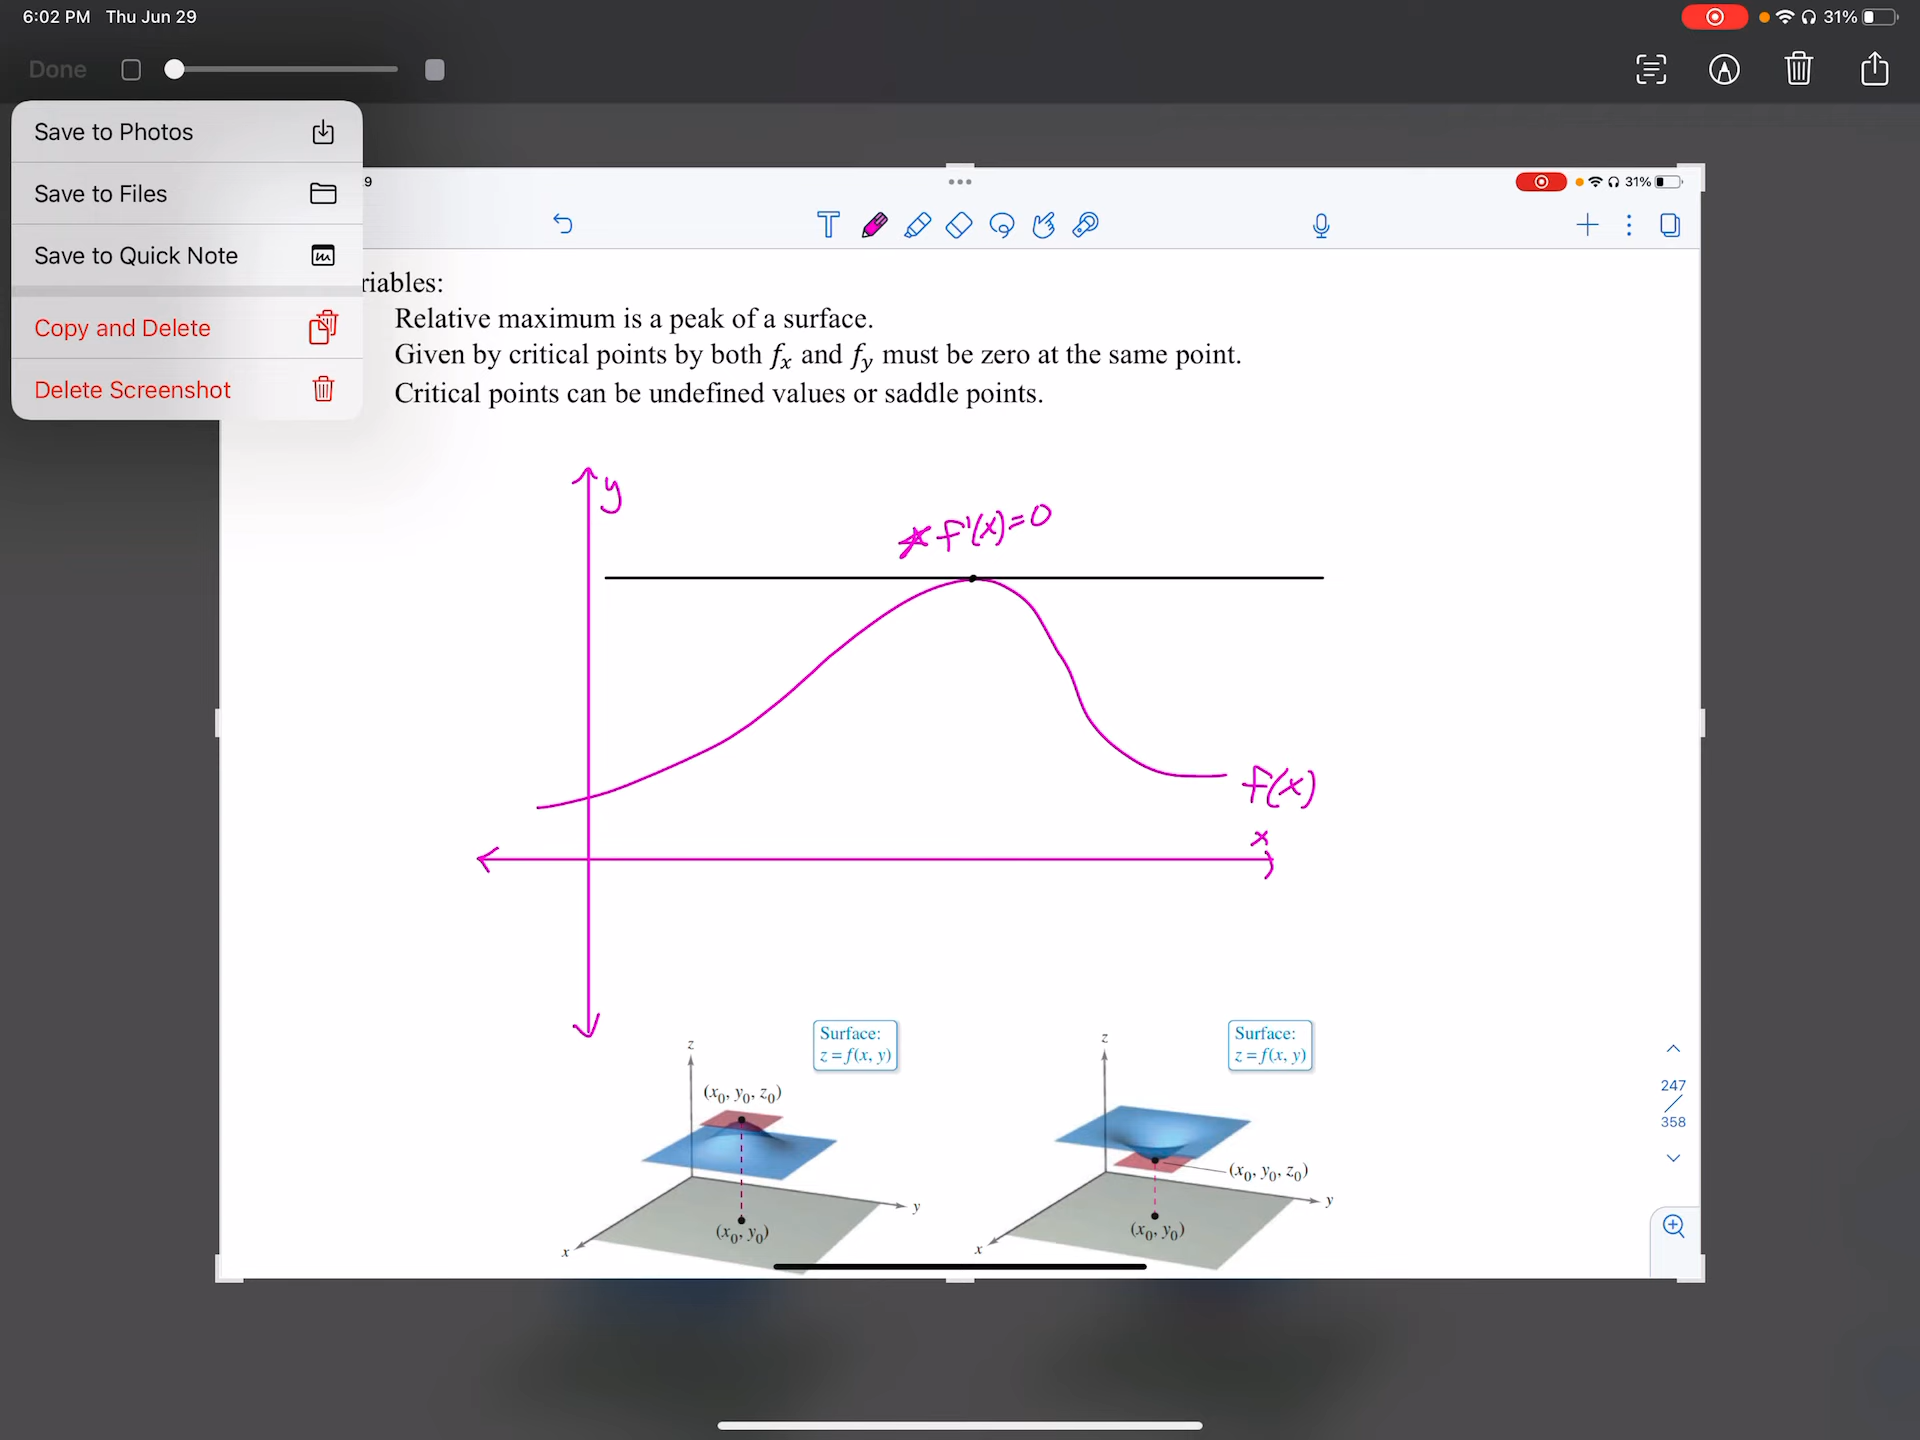 6:02 PM Thu Jun 29
31%
Done
Save to Photos
Save to Files
Save to Quick Note
Copy and Delete
Delete Screenshot
9
31%
T
riables:
Relative maximum is a peak of a surface.
Given by critical points by both fₓ and f_y must be zero at the same point.
Critical points can be undefined values or saddle points.
y
* f'(x)=0
f(x)
x
Surface:
z = f(x, y)
z
(x₀, y₀, z₀)
(x₀, y₀)
y
x
Surface:
z = f(x, y)
z
(x₀, y₀, z₀)
(x₀, y₀)
y
x
247
/
358